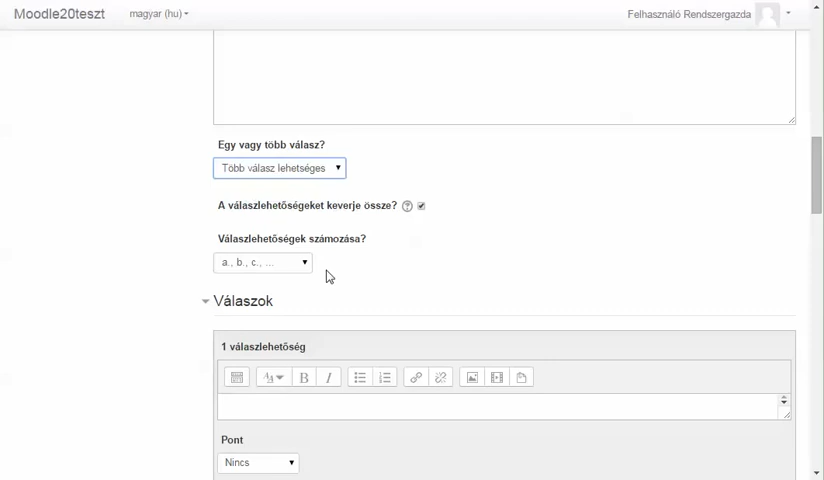 Moodle20teszt magyar (hu) Felhasználó Rendszergazda
Egy vagy több válasz?
Több válasz lehetséges
A válaszlehetőségeket keverje össze?
Válaszlehetőségek számozása?
a., b., c., ...
Válaszok
1 válaszlehetőség
B I
Pont
Nincs